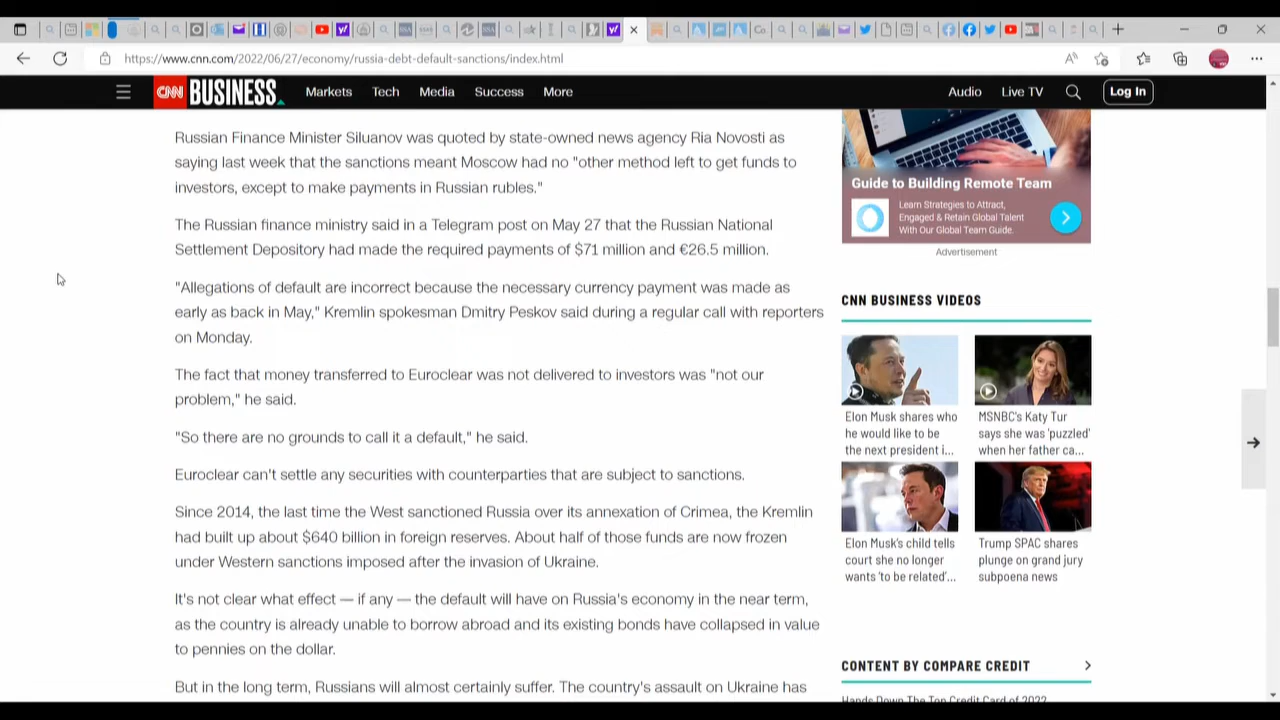 https://www.cnn.com/2022/06/27/economy/russia-debt-default-sanctions/index.html
CNN BUSINESS
Markets
Tech
Media
Success
More
Audio
Live TV
Log In
Russian Finance Minister Siluanov was quoted by state-owned news agency Ria Novosti as
saying last week that the sanctions meant Moscow had no "other method left to get funds to
investors, except to make payments in Russian rubles."
The Russian finance ministry said in a Telegram post on May 27 that the Russian National
Settlement Depository had made the required payments of $71 million and €26.5 million.
"Allegations of default are incorrect because the necessary currency payment was made as
early as back in May," Kremlin spokesman Dmitry Peskov said during a regular call with reporters
on Monday.
The fact that money transferred to Euroclear was not delivered to investors was "not our
problem," he said.
"So there are no grounds to call it a default," he said.
Euroclear can't settle any securities with counterparties that are subject to sanctions.
Since 2014, the last time the West sanctioned Russia over its annexation of Crimea, the Kremlin
had built up about $640 billion in foreign reserves. About half of those funds are now frozen
under Western sanctions imposed after the invasion of Ukraine.
It's not clear what effect — if any — the default will have on Russia's economy in the near term,
as the country is already unable to borrow abroad and its existing bonds have collapsed in value
to pennies on the dollar.
But in the long term, Russians will almost certainly suffer. The country's assault on Ukraine has
Guide to Building Remote Team
Learn Strategies to Attract,
Engaged & Retain Global Talent
With Our Global Team Guide.
Advertisement
CNN BUSINESS VIDEOS
Elon Musk shares who
he would like to be
the next president i...
MSNBC's Katy Tur
says she was 'puzzled'
when her father ca...
Elon Musk's child tells
court she no longer
wants 'to be related'...
Trump SPAC shares
plunge on grand jury
subpoena news
CONTENT BY COMPARE CREDIT
Hands Down The Top Credit Card of 2022